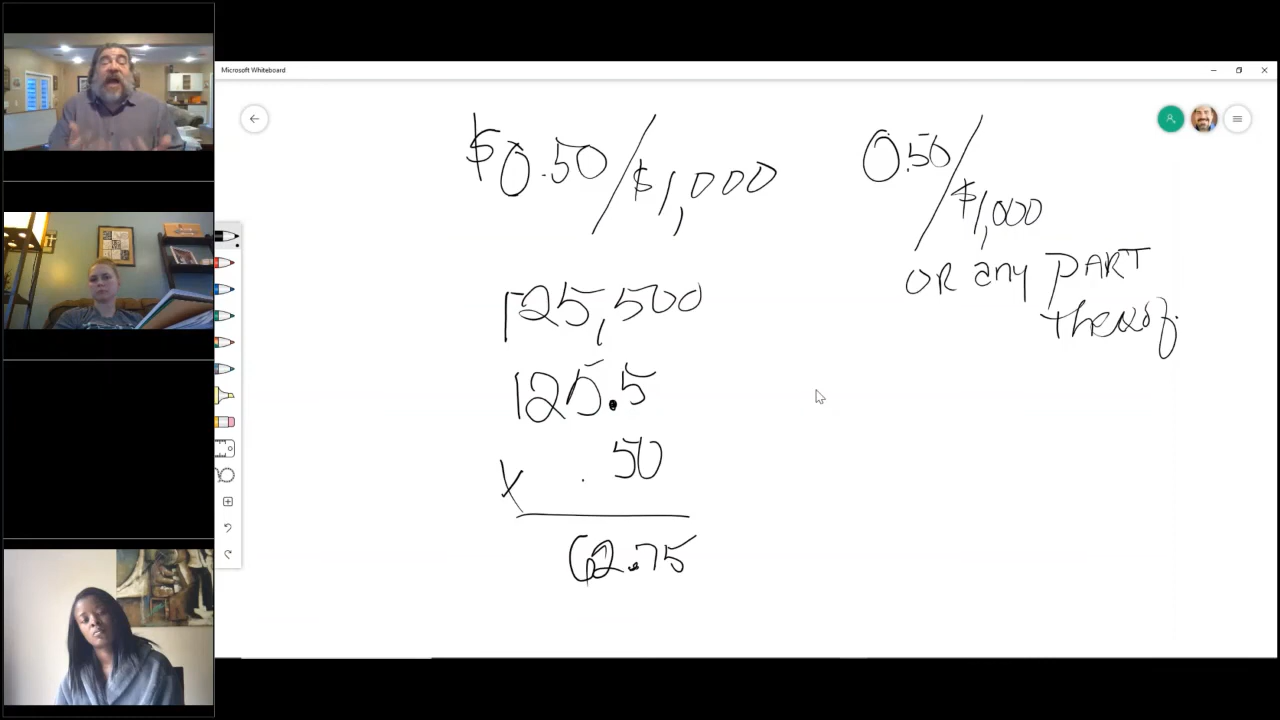 Microsoft Whiteboard
$0.50/$1,000
125,500
125.5
x .50
62.75
0.50/$1,000
OR any PART
thereof.